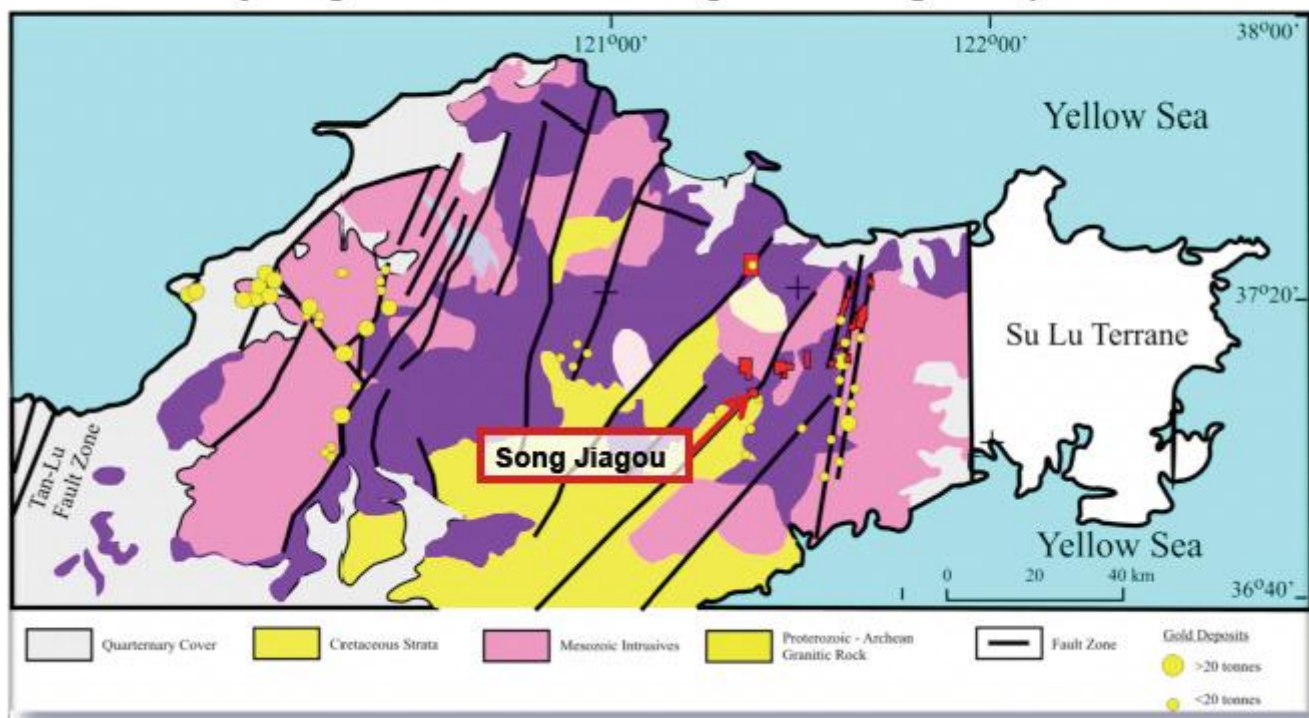 121°00'
122°00'
38°00'
Yellow Sea
37°20'
Su Lu Terrane
Song Jiagou
Tan-Lu
Fault Zone
Yellow Sea
0 20 40 km
36°40'
Quarternary Cover
Cretaceous Strata
Mesozoic Intrusives
Proterozoic - Archean
Granitic Rock
Fault Zone
Gold Deposits
>20 tonnes
<20 tonnes